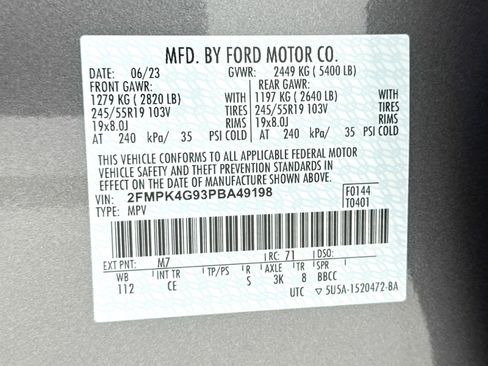 MFD. BY FORD MOTOR CO.
DATE: 06/23 GVWR: 2449 KG ( 5400 LB)
FRONT GAWR: REAR GAWR:
1279 KG ( 2820 LB) WITH 1197 KG ( 2640 LB) WITH
245/55R19 103V TIRES 245/55R19 103V TIRES
19x8.0J RIMS 19x8.0J RIMS
AT 240 kPa/ 35 PSI COLD AT 240 kPa/ 35 PSI COLD
THIS VEHICLE CONFORMS TO ALL APPLICABLE FEDERAL MOTOR
VEHICLE SAFETY AND THEFT PREVENTION STANDARDS IN
EFFECT ON THE DATE OF MANUFACTURE SHOWN ABOVE.
VIN: 2FMPK4G93PBA49198 F0144
TYPE: MPV T0401
EXT PNT: M7 RC: 71 DSO:
WB INT TR TP/PS R AXLE TR SPR
112 CE S 3K 8 BBCC
UTC ▽ 5U5A-1520472-BA